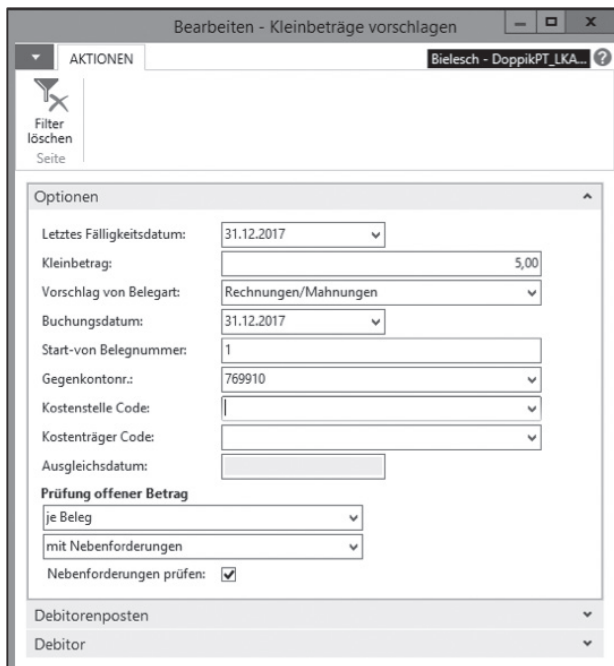 Bearbeiten - Kleinbeträge vorschlagen
AKTIONEN
Bielesch - DoppikPT_LKA...
?
Filter
löschen
Seite
Optionen
Letztes Fälligkeitsdatum: 31.12.2017
Kleinbetrag: 5,00
Vorschlag von Belegart: Rechnungen/Mahnungen
Buchungsdatum: 31.12.2017
Start-von Belegnummer: 1
Gegenkontonr.: 769910
Kostenstelle Code:
Kostenträger Code:
Ausgleichsdatum:
Prüfung offener Betrag
je Beleg
mit Nebenforderungen
Nebenforderungen prüfen:
Debitorenposten
Debitor